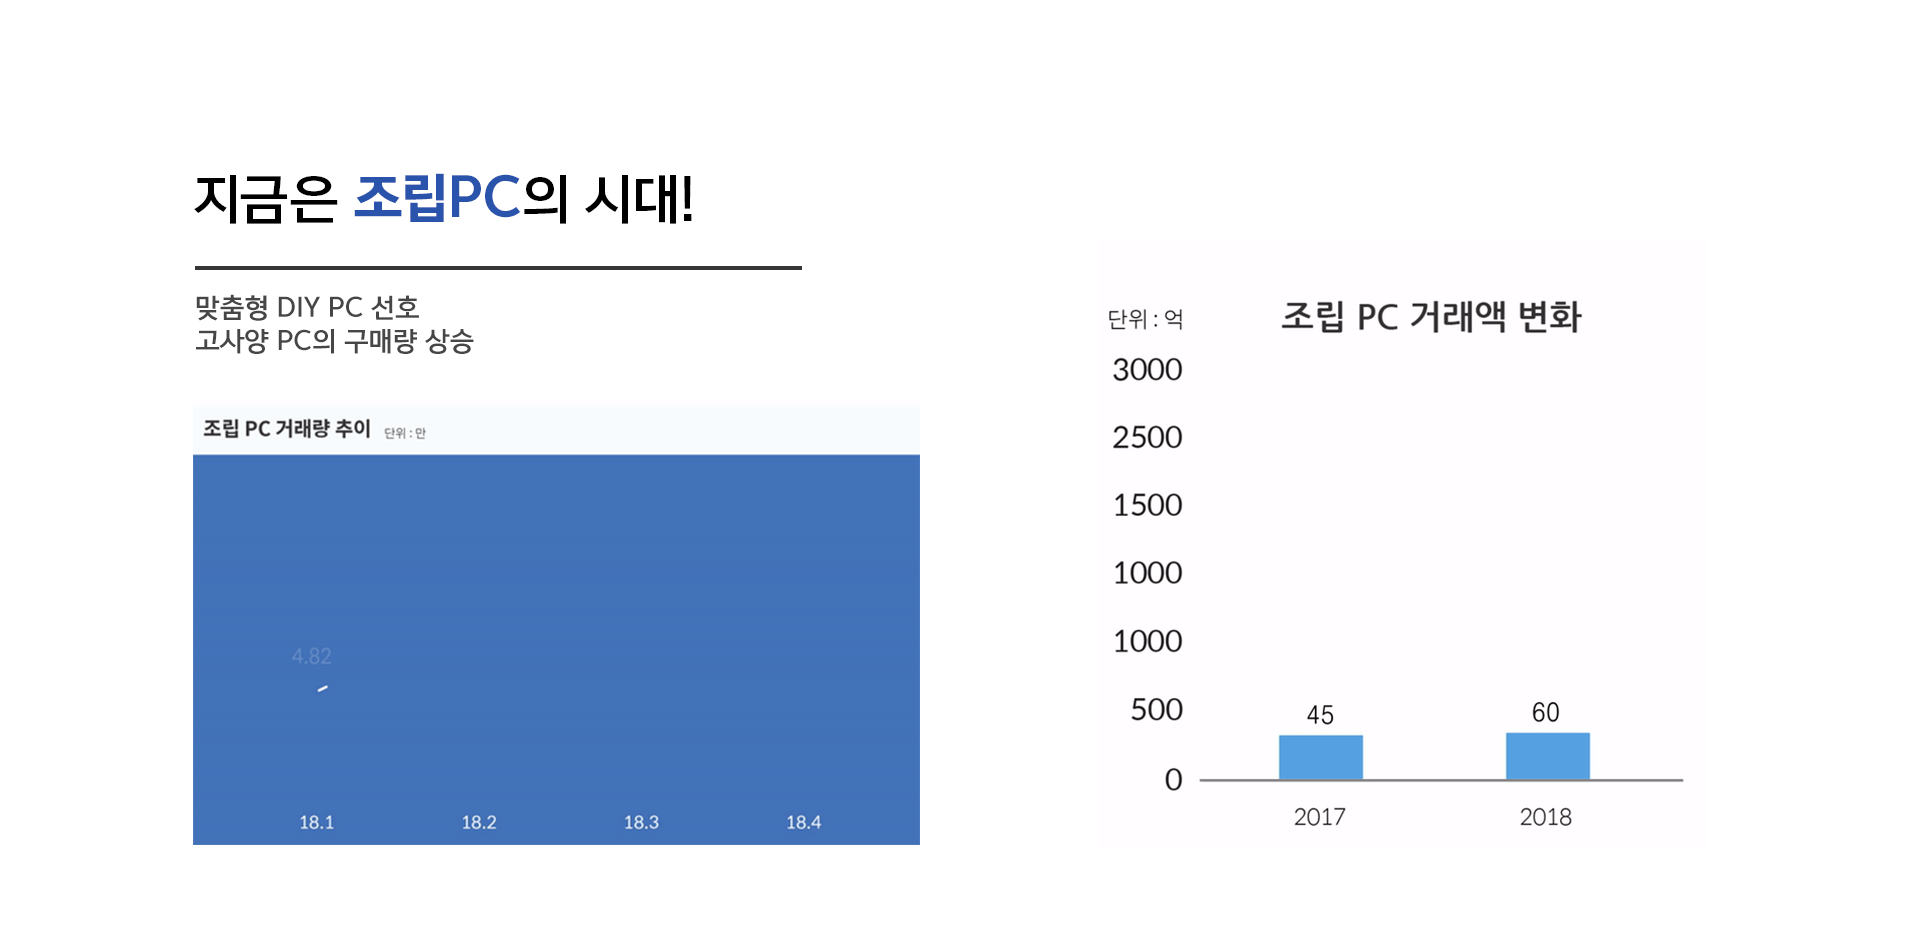 지금은 조립PC의 시대!
맞춤형 DIY PC 선호
고사양 PC의 구매량 상승
조립 PC 거래량 추이 단위 : 만
4.82
18.1 18.2 18.3 18.4
단위 : 억 조립 PC 거래액 변화
3000
2500
1500
1000
1000
500
0
45 60
2017 2018